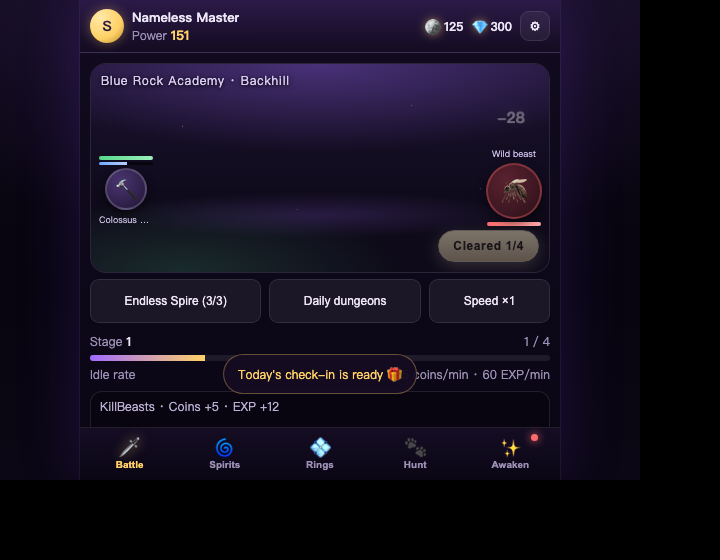 S
Nameless Master
Power 151
125
300
Blue Rock Academy · Backhill
−28
Wild beast
Colossus ...
Cleared 1/4
Endless Spire (3/3)
Daily dungeons
Speed ×1
Stage 1
1 / 4
Idle rate
Today's check–in is ready
coins/min · 60 EXP/min
KillBeasts · Coins +5 · EXP +12
Battle
Spirits
Rings
Hunt
Awaken